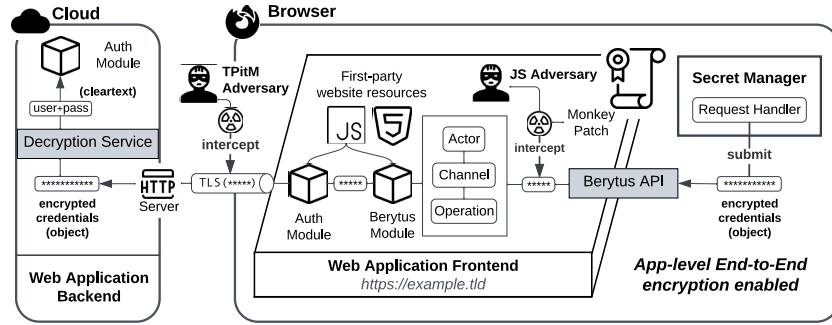 Cloud
Auth
Module
(cleartext)
user+pass
Decryption Service
***********
encrypted
credentials
(object)
Web Application
Backend
HTTP
Server
Browser
TPitM
Adversary
intercept
TLS(*****)
First-party
website resources
JS
Auth
Module
*****
Berytus
Module
Actor
Channel
Operation
JS Adversary
Monkey
Patch
intercept
*****
Berytus API
Web Application Frontend
https://example.tld
Secret Manager
Request Handler
submit
***********
encrypted
credentials
(object)
App-level End-to-End
encryption enabled